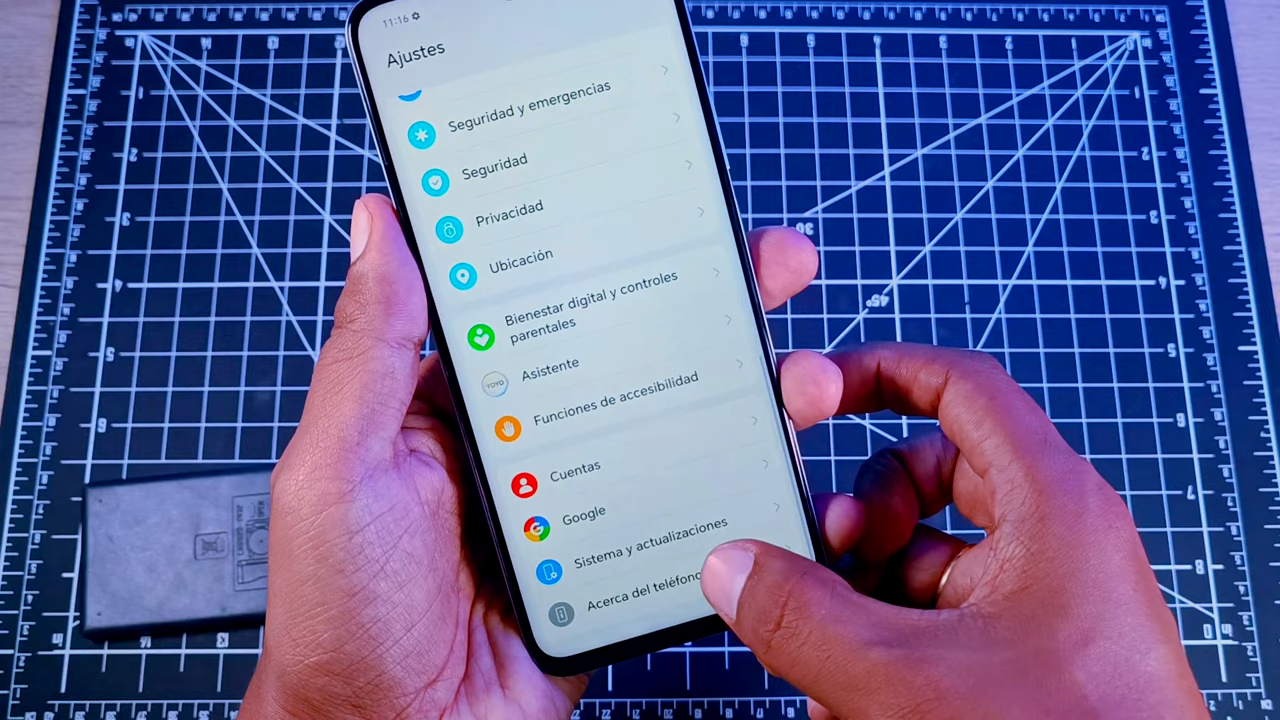 11:16
Ajustes
Seguridad y emergencias
Seguridad
Privacidad
Ubicación
Bienestar digital y controles
parentales
YOYO
Asistente
Funciones de accesibilidad
Cuentas
Google
Sistema y actualizaciones
Acerca del teléfono